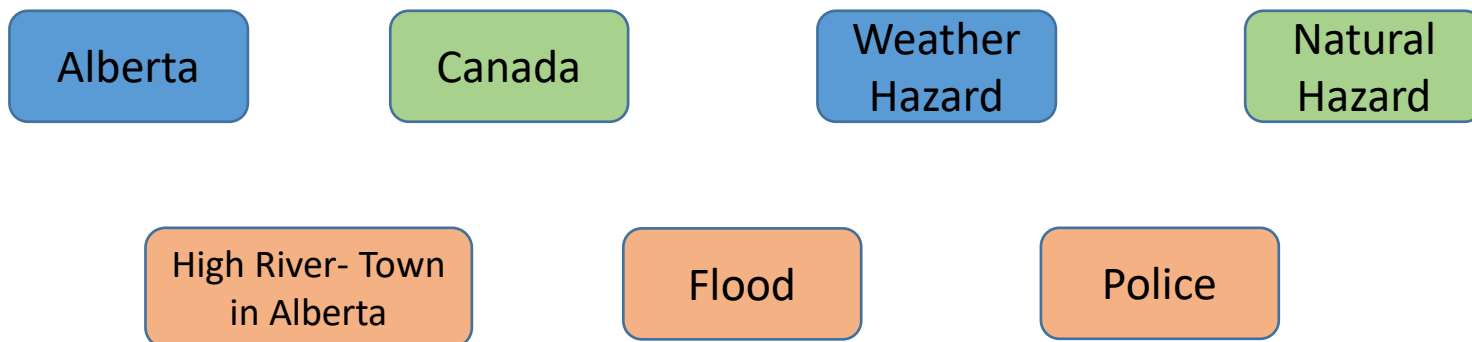 Alberta
Canada
Weather
Hazard
Natural
Hazard
High River- Town
in Alberta
Flood
Police